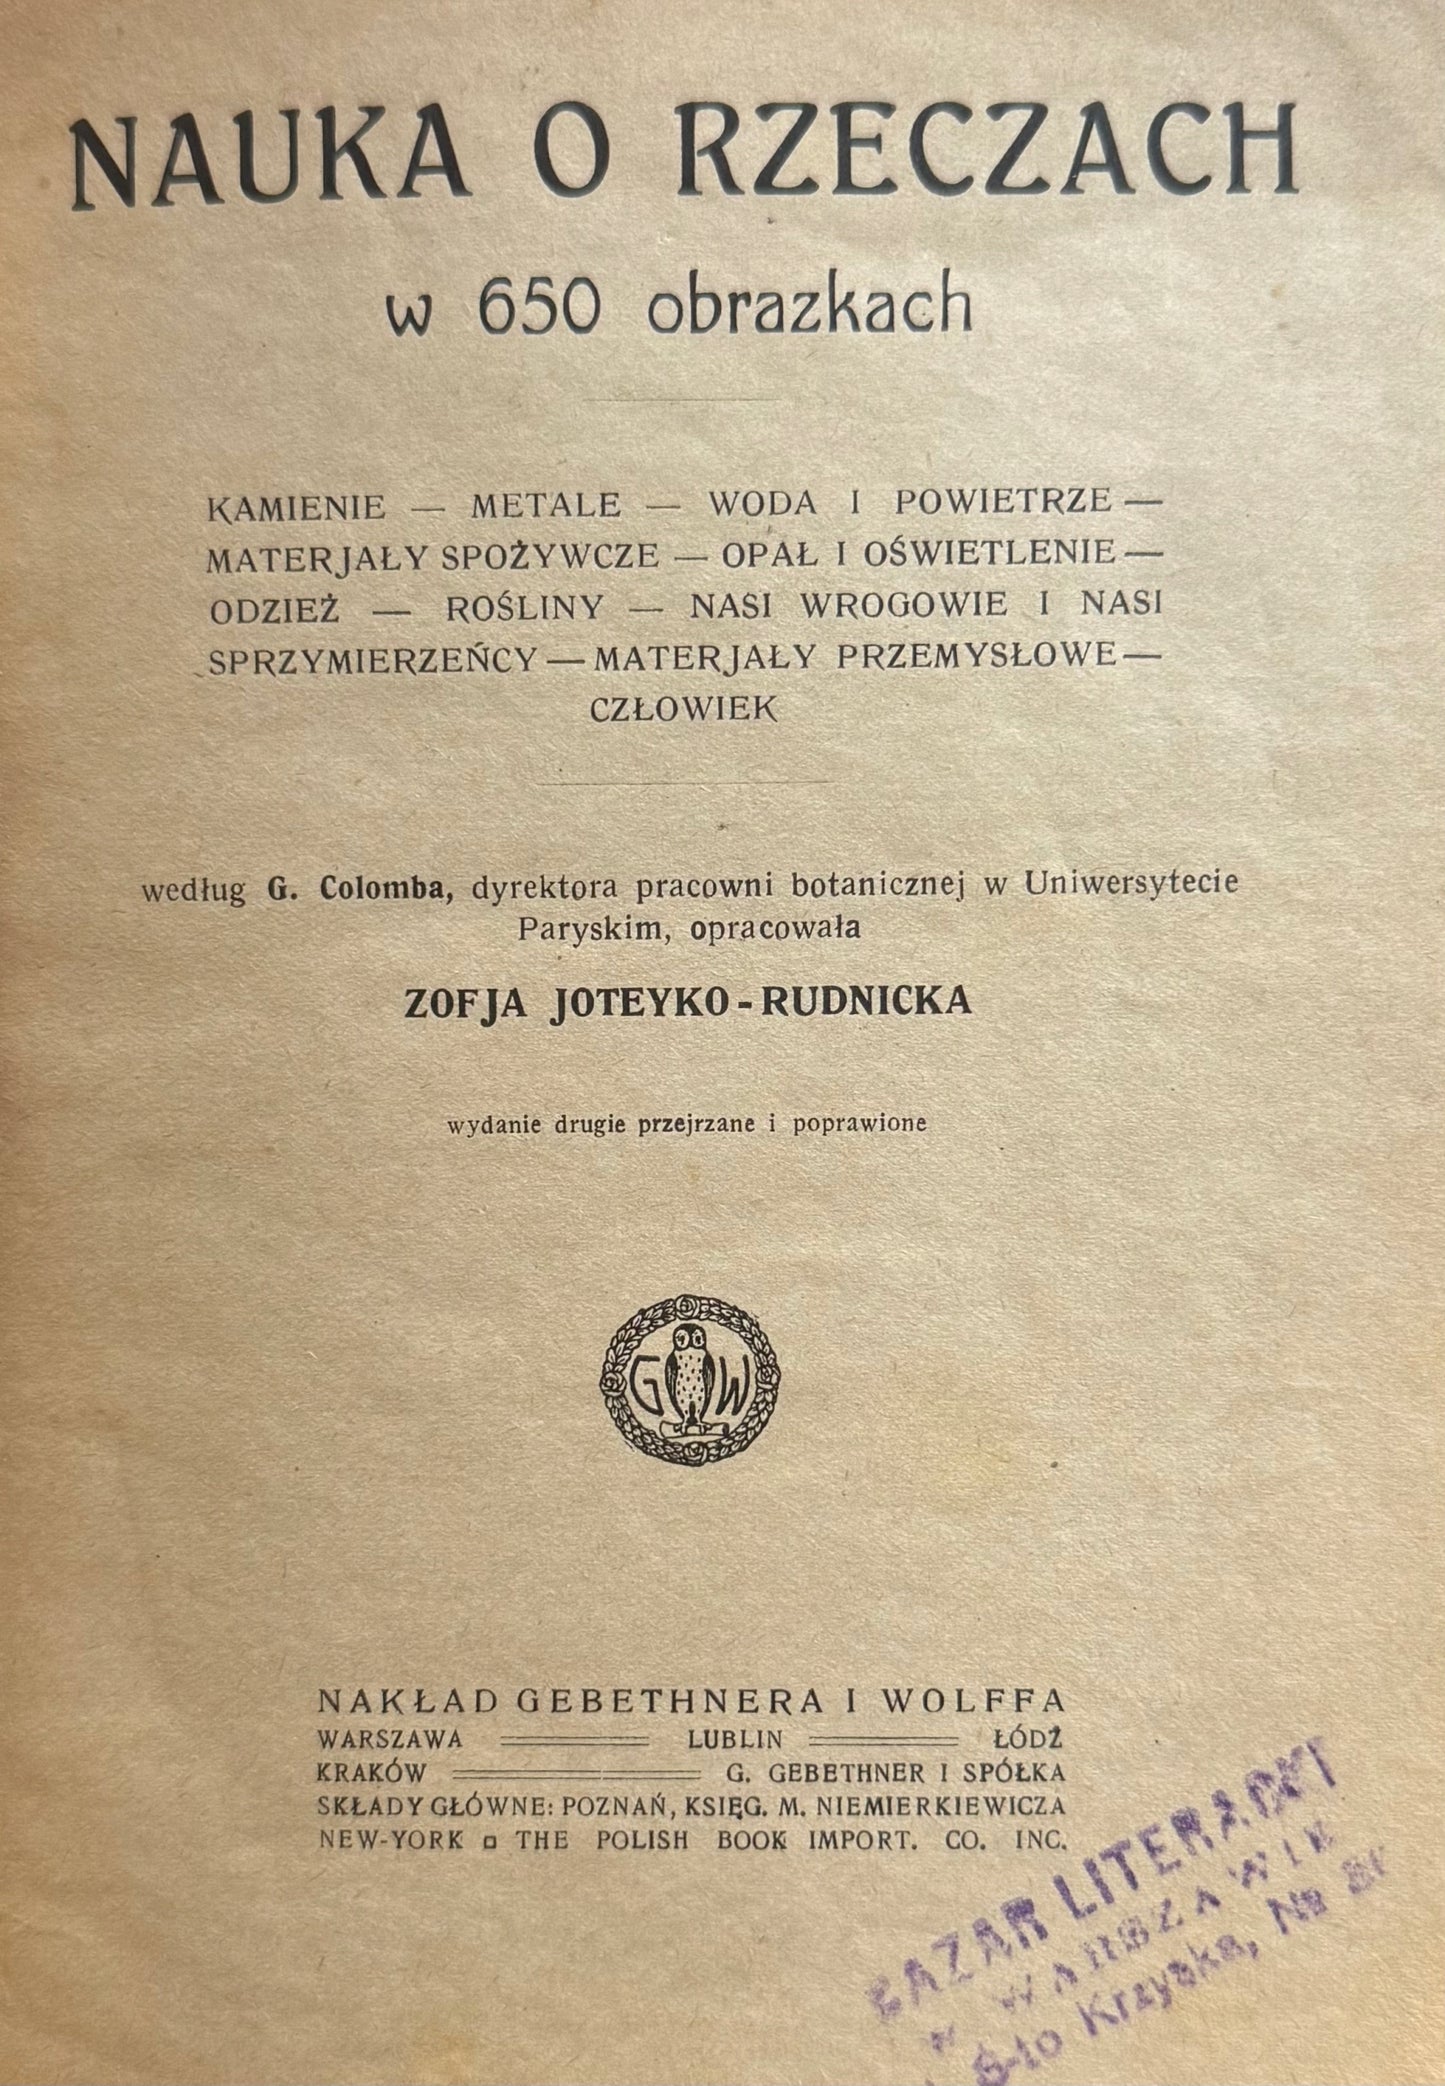 NAUKA O RZECZACH
w 650 obrazkach
KAMIENIE — METALE — WODA I POWIETRZE —
MATERJAŁY SPOŻYWCZE — OPAŁ I OŚWIETLENIE —
ODZIEŻ — ROŚLINY — NASI WROGOWIE I NASI
SPRZYMIERZEŃCY — MATERJAŁY PRZEMYSŁOWE —
CZŁOWIEK
według G. Colomba, dyrektora pracowni botanicznej w Uniwersytecie
Paryskim, opracowała
ZOFJA JOTEYKO-RUDNICKA
wydanie drugie przejrzane i poprawione
G W
NAKŁAD GEBETHNERA I WOLFFA
WARSZAWA LUBLIN ŁÓDŹ
KRAKÓW G. GEBETHNER I SPÓŁKA
SKŁADY GŁÓWNE: POZNAŃ, KSIĘG. M. NIEMIERKIEWICZA
NEW-YORK ▫ THE POLISH BOOK IMPORT. CO. INC.
BAZAR LITERACKI
w WARSZAWIE
S-to Krzyska, №